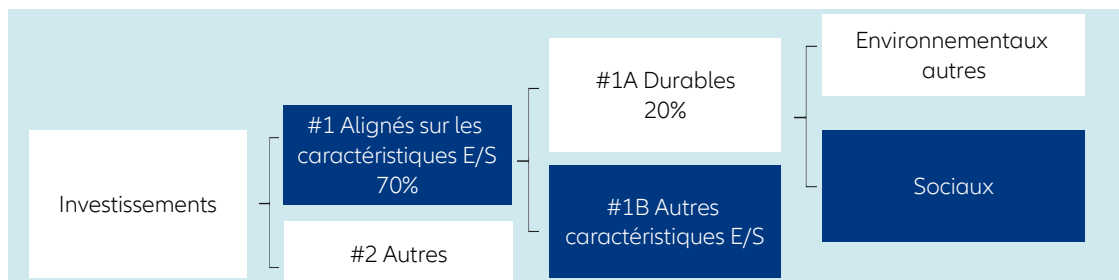 Investissements
#1 Alignés sur les
caractéristiques E/S
70%
#2 Autres
#1A Durables
20%
#1B Autres
caractéristiques E/S
Environnementaux
autres
Sociaux